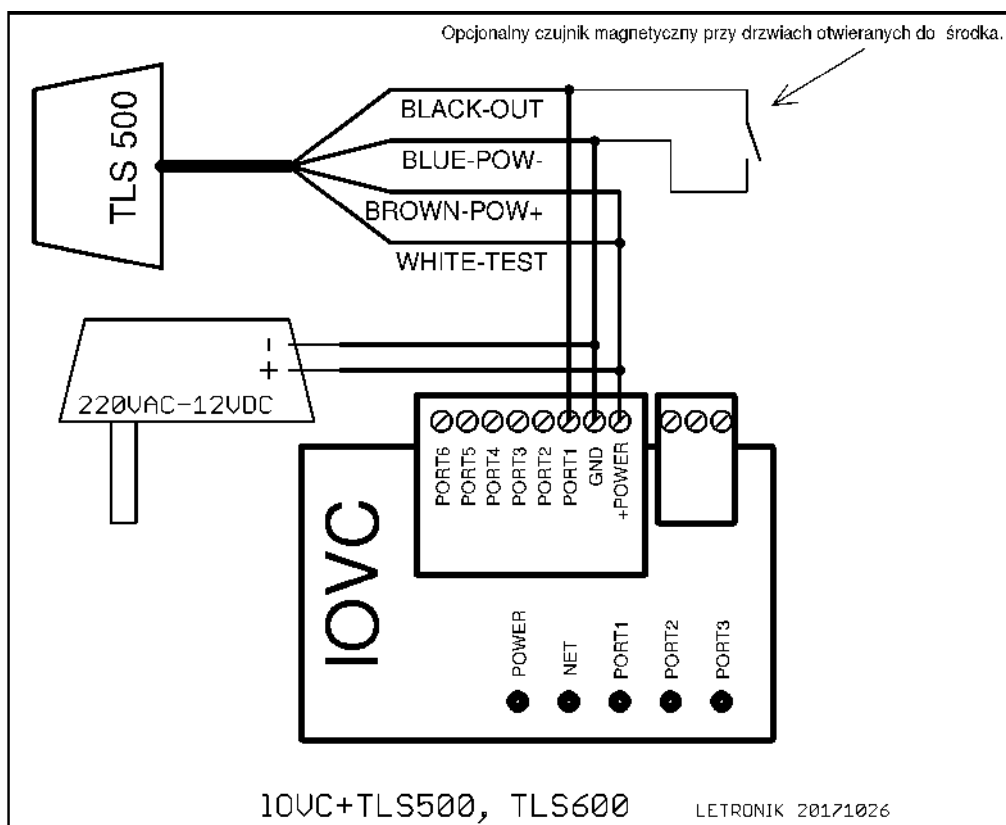 Opcjonalny czujnik magnetyczny przy drzwiach otwieranych do środka.
TLS 500
BLACK-OUT
BLUE-POW-
BROWN-POW+
WHITE-TEST
-
+
220VAC-12VDC
PORT6
PORT5
PORT4
PORT3
PORT2
PORT1
GND
+POWER
IOVC
POWER
NET
PORT1
PORT2
PORT3
IOVC+TLS500, TLS600
LETRONIK 20171026